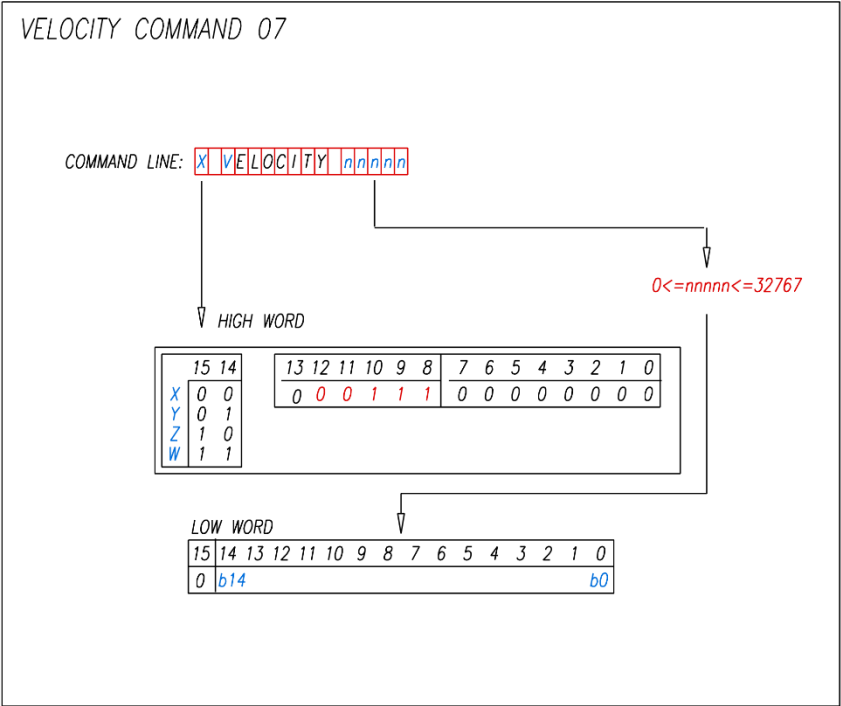 VELOCITY COMMAND 07
COMMAND LINE: X VELOCITY nnnnn
0<=nnnnn<=32767
HIGH WORD
15 14 13 12 11 10 9 8 7 6 5 4 3 2 1 0
X 0 0 0 0 0 1 1 1 0 0 0 0 0 0 0 0
Y 0 1
Z 1 0
W 1 1
LOW WORD
15 14 13 12 11 10 9 8 7 6 5 4 3 2 1 0
0 b14 b0